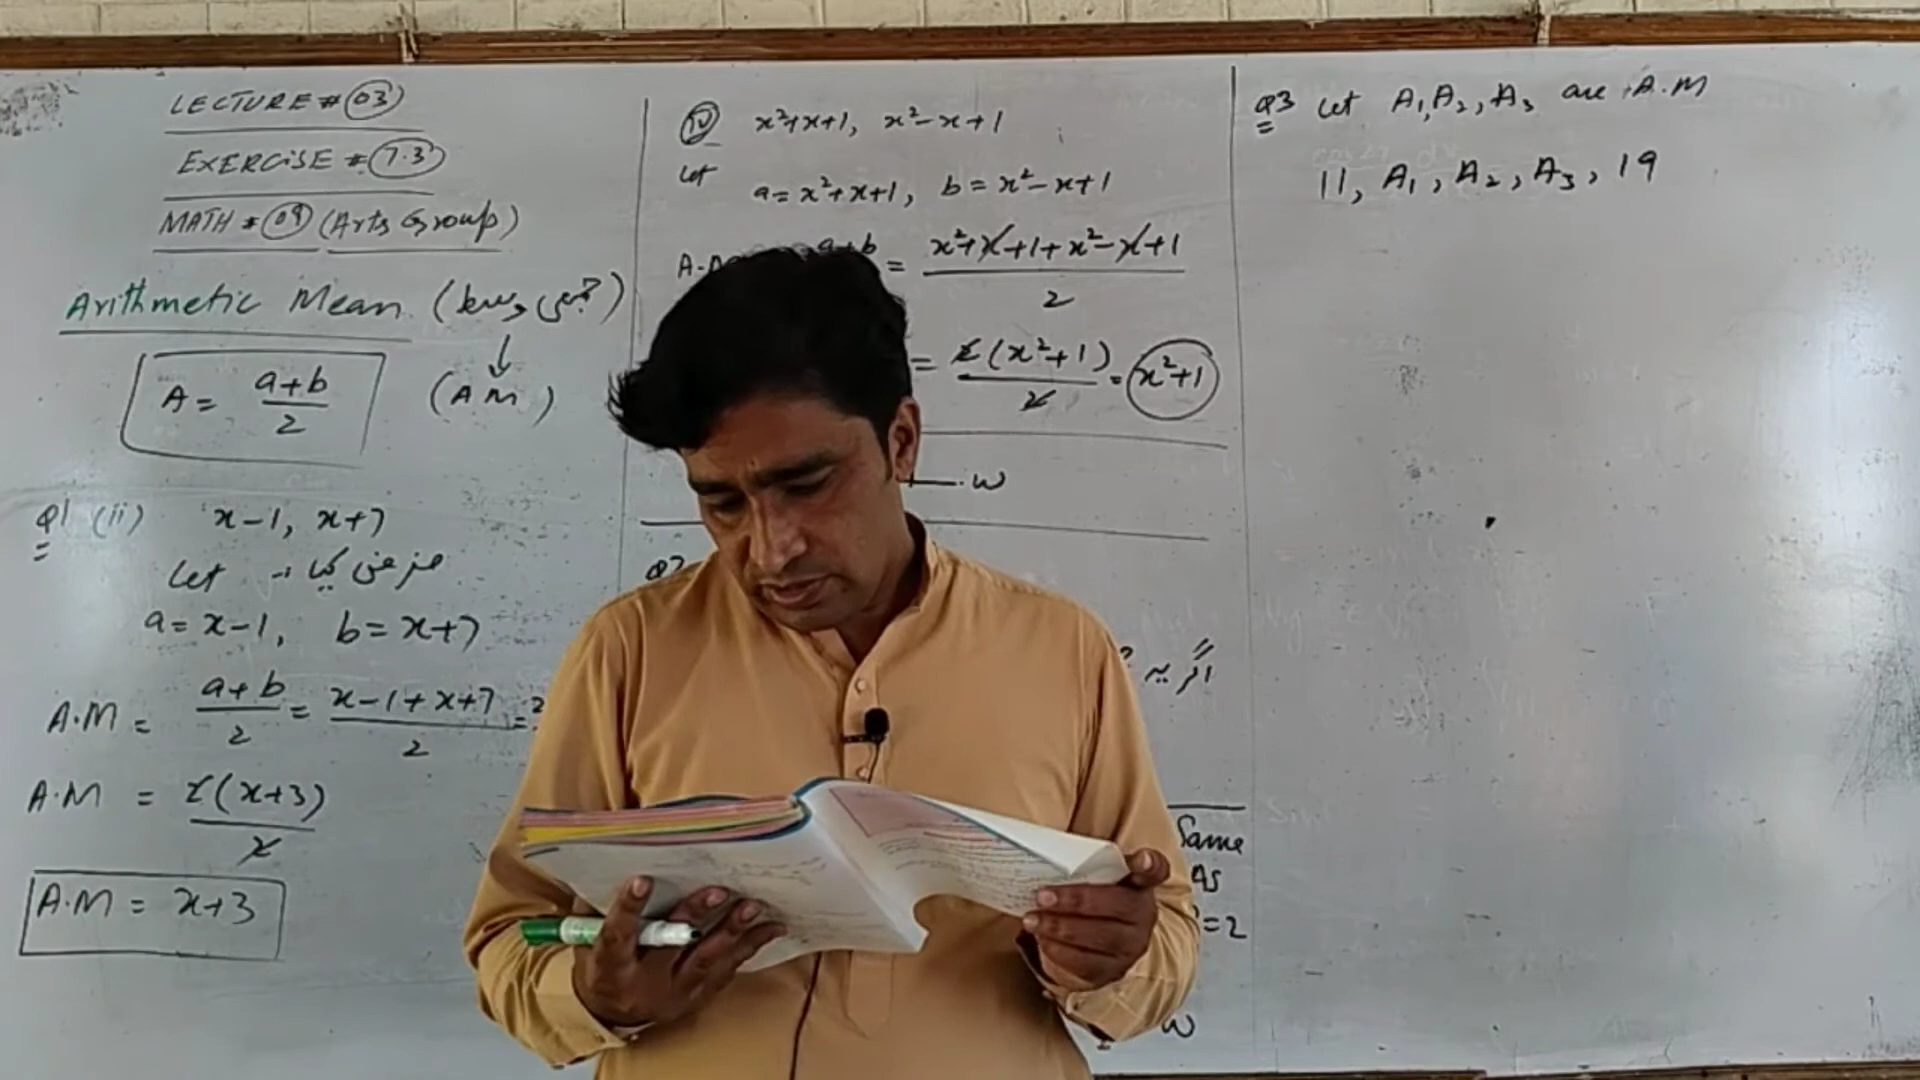 LECTURE # 03
EXERCISE # 7.3
MATH # 09 (Arts Group)
Arithmetic Mean (
A = a+b / 2 (A M)
Q1 (ii) x-1, x+7
Let فرض کیا
a = x-1, b = x+7
A.M = a+b / 2 = x-1+x+7 / 2 =
A.M = 2(x+3) / 2
A.M = x+3
iv x²+x+1, x²-x+1
Let
a = x²+x+1, b = x²-x+1
a+b = x²+x+1+x²-x+1 / 2
= 2(x²+1) / 2 = x²+1
.w
Q2
Same
As
=2
w
Q3 Let A₁, A₂, A₃ are A.M
11, A₁, A₂, A₃, 19